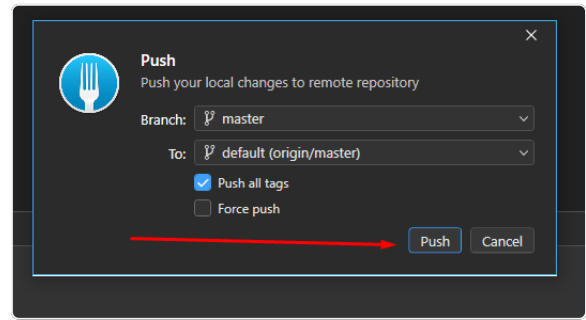 Push
Push your local changes to remote repository
Branch: master
To: default (origin/master)
Push all tags
Force push
Push Cancel